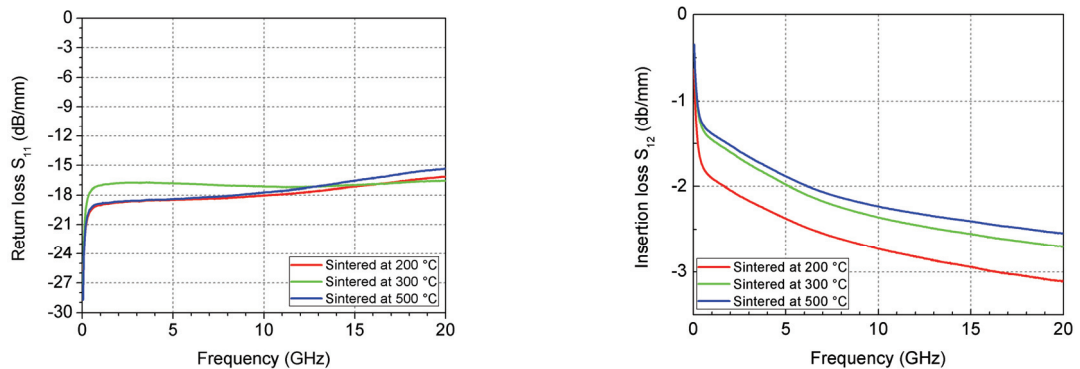 0
-3
-6
-9
-12
-15
-18
-21
-24
-27
-30
Return loss S11 (dB/mm)
Sintered at 200 °C
Sintered at 300 °C
Sintered at 500 °C
0 5 10 15 20
Frequency (GHz)
0
-1
-2
-3
Insertion loss S12 (db/mm)
Sintered at 200 °C
Sintered at 300 °C
Sintered at 500 °C
0 5 10 15 20
Frequency (GHz)